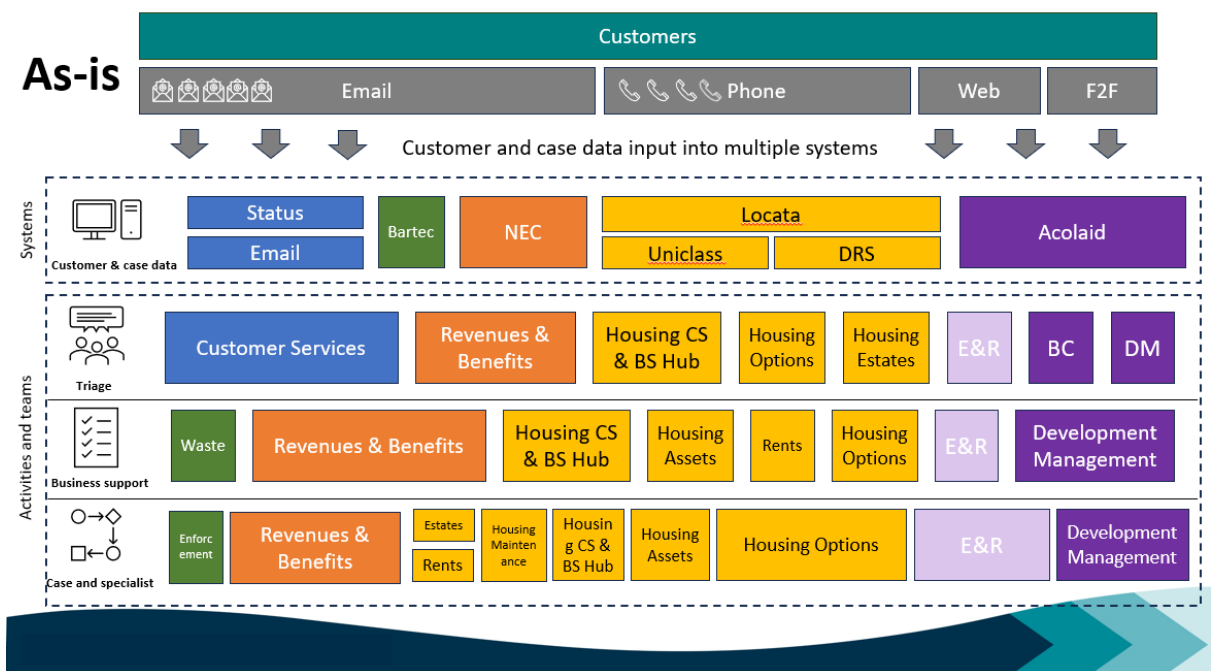 Customers
As-is
Email
Phone
Web
F2F
Customer and case data input into multiple systems
Systems
Customer & case data
Status
Email
Bartec
NEC
Locata
Uniclass
DRS
Acolaid
Activities and teams
Triage
Customer Services
Revenues &
Benefits
Housing CS
& BS Hub
Housing
Options
Housing
Estates
E&R
BC
DM
Business support
Waste
Revenues & Benefits
Housing CS
& BS Hub
Housing
Assets
Rents
Housing
Options
E&R
Development
Management
Case and specialist
Enforc
ement
Revenues &
Benefits
Estates
Rents
Housing
Mainten
ance
Housin
g CS &
BS Hub
Housing
Assets
Housing Options
E&R
Development
Management